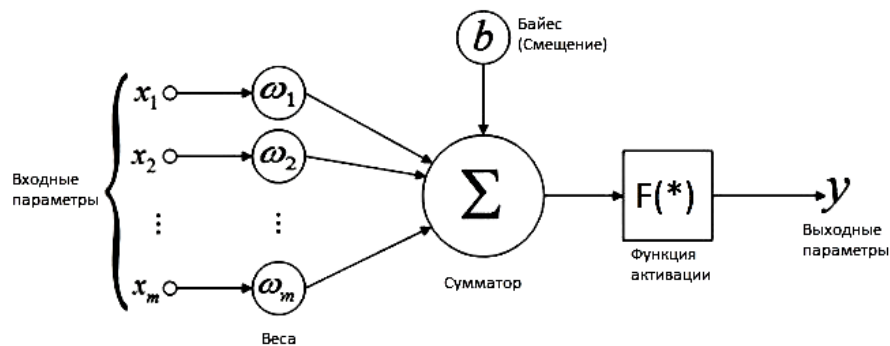 b
Байес
(Смещение)
x₁
ω₁
x₂
ω₂
Входные
параметры
⋮
⋮
Σ
F(*)
y
Выходные
параметры
Функция
активации
Сумматор
xₘ
ωₘ
Веса